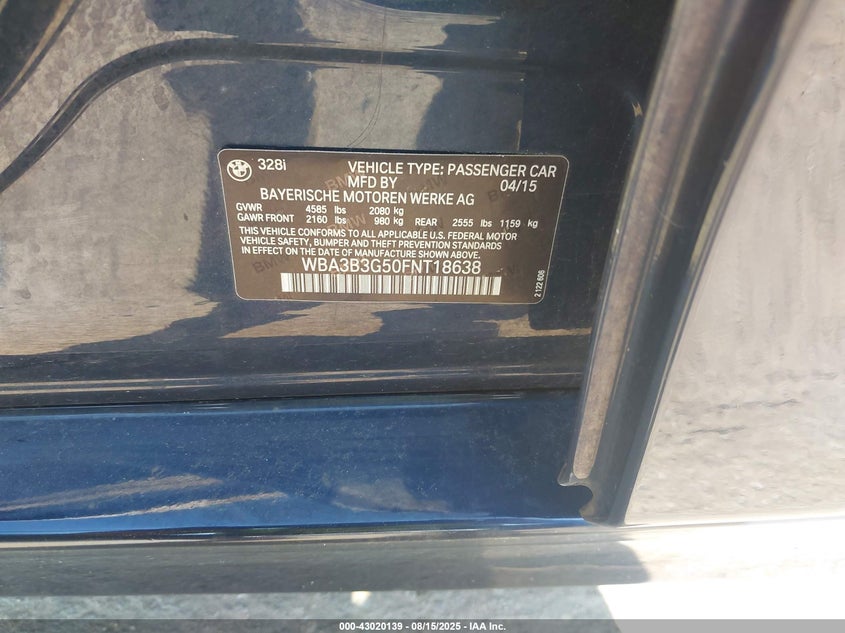 328i VEHICLE TYPE: PASSENGER CAR
MFD BY 04/15
BAYERISCHE MOTOREN WERKE AG
GVWR 4585 lbs 2080 kg
GAWR FRONT 2160 lbs 980 kg REAR 2555 lbs 1159 kg
THIS VEHICLE CONFORMS TO ALL APPLICABLE U.S. FEDERAL MOTOR
VEHICLE SAFETY, BUMPER AND THEFT PREVENTION STANDARDS
IN EFFECT ON THE DATE OF MANUFACTURE SHOWN ABOVE.
WBA3B3G50FNT18638
2 122 606
000-43020139 - 08/15/2025 - IAA Inc.